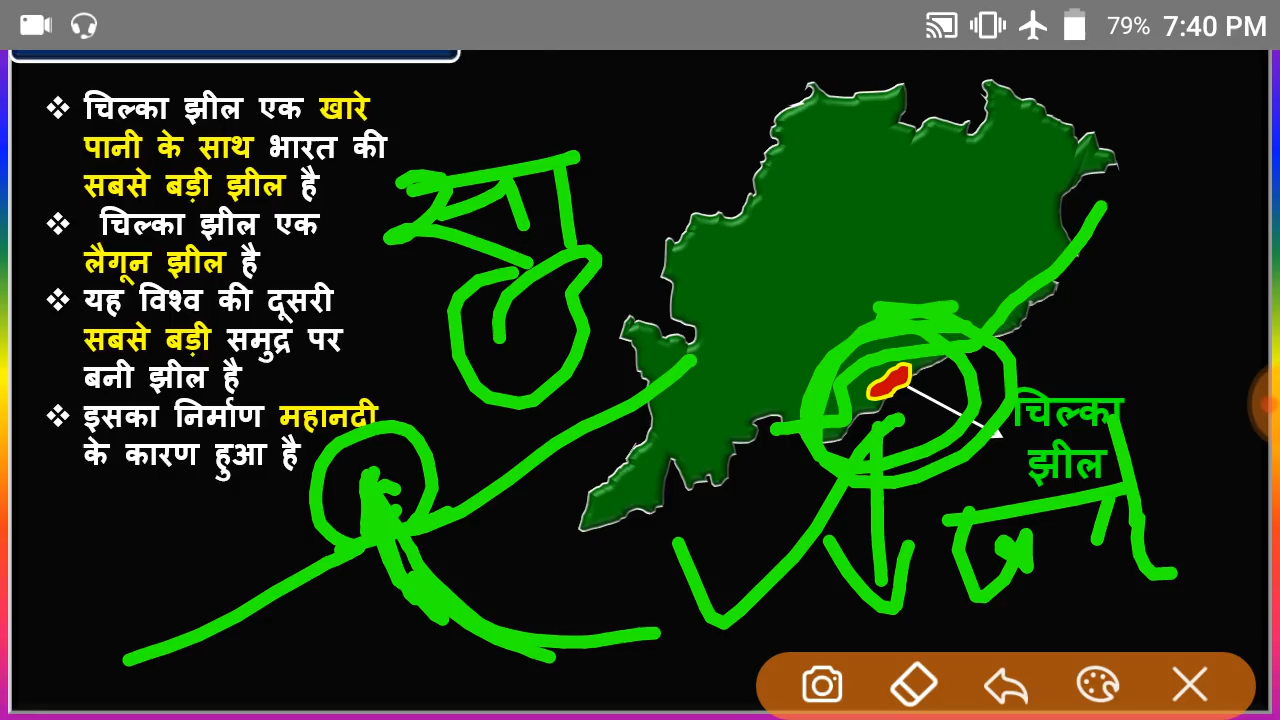 79% 7:40 PM
❖ चिल्का झील एक खारे
पानी के साथ भारत की
सबसे बड़ी झील है
❖ चिल्का झील एक
लैगून झील है
❖ यह विश्व की दूसरी
सबसे बड़ी समुद्र पर
बनी झील है
❖ इसका निर्माण महानदी
के कारण हुआ है
चिल्का
झील